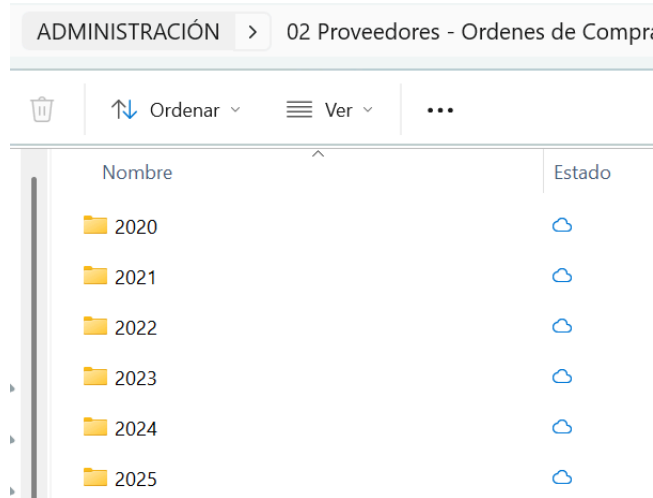 ADMINISTRACIÓN > 02 Proveedores - Ordenes de Compra
Ordenar Ver ...
Nombre Estado
2020
2021
2022
2023
2024
2025